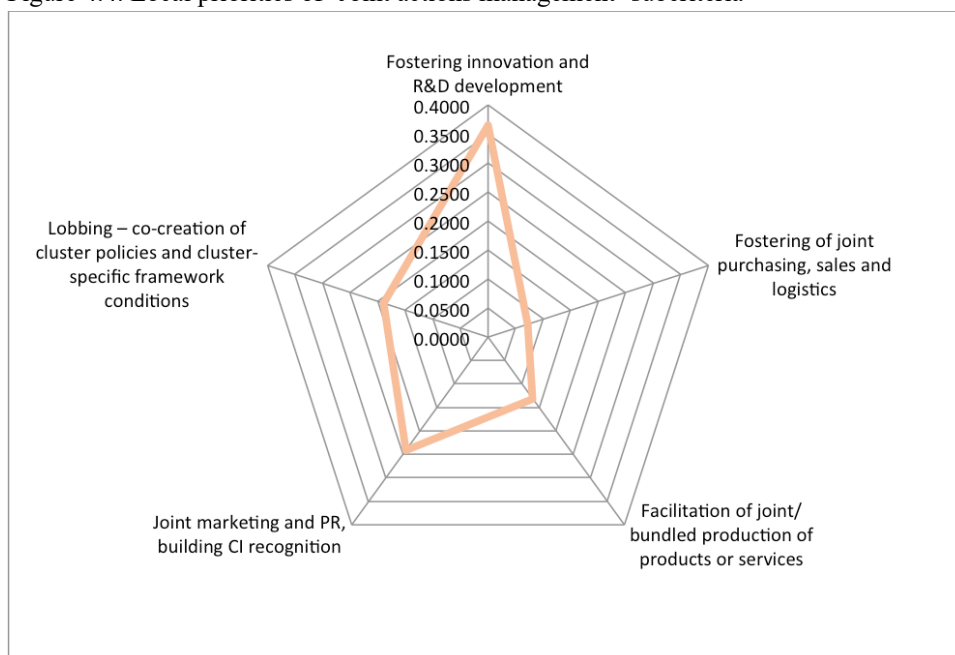 Fostering innovation and
R&D development
0.4000
0.3500
0.3000
0.2500
0.2000
0.1500
0.1000
0.0500
0.0000
Lobbing – co-creation of
cluster policies and cluster-
specific framework
conditions
Fostering of joint
purchasing, sales and
logistics
Joint marketing and PR,
building CI recognition
Facilitation of joint/
bundled production of
products or services